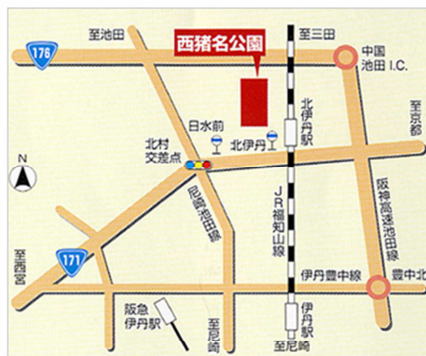 至池田
西猪名公園
至三田
176
中国
池田 I.C.
日水前
北伊丹
北伊丹駅
至京都
北村
交差点
N
尼崎池田線
JR福知山線
阪神高速池田線
171
至西宮
伊丹豊中線
豊中北
阪急
伊丹駅
至尼崎
伊丹駅
至尼崎